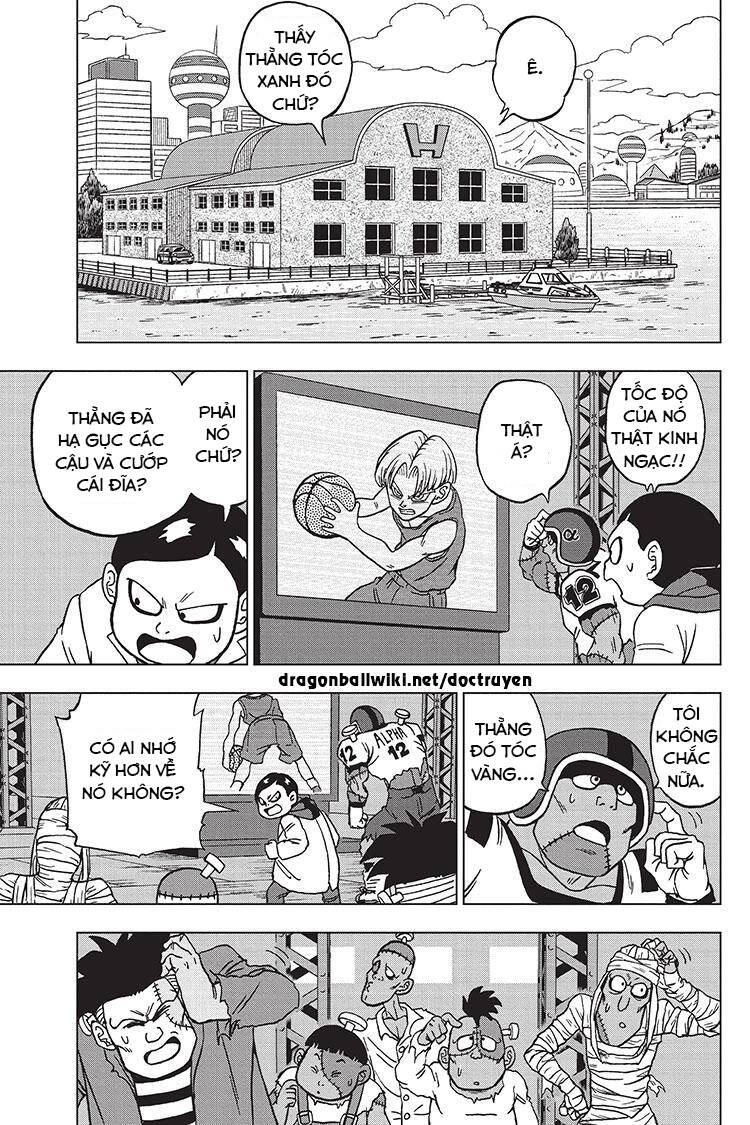 Ê.
THẤY
THẰNG TÓC
XANH ĐÓ
CHỨ?
H
TỐC ĐỘ
CỦA NÓ
THẬT KINH
NGẠC!!
THẬT
Á?
α
12
PHẢI
NÓ
CHỨ?
THẰNG ĐÃ
HẠ GỤC CÁC
CẬU VÀ CƯỚP
CÁI ĐĨA?
dragonballwiki.net/doctruyen
TÔI
KHÔNG
CHẮC
NỮA.
THẰNG
ĐÓ TÓC
VÀNG...
CÓ AI NHỚ
KỸ HƠN VỀ
NÓ KHÔNG?
ALPHA
12
12